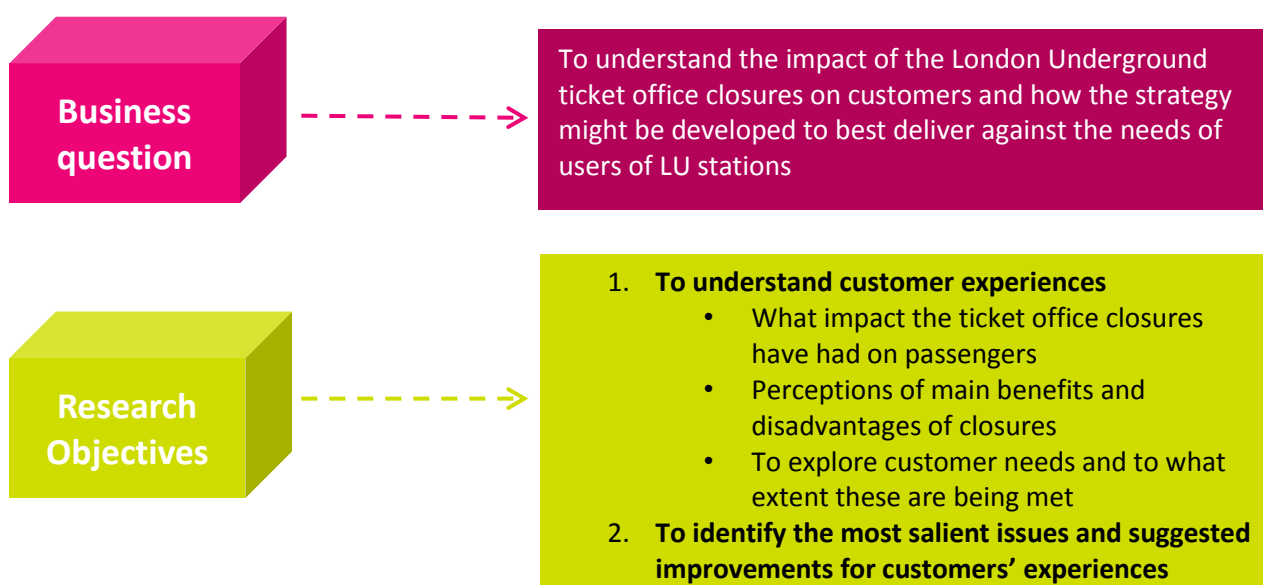 Business
question
To understand the impact of the London Underground
ticket office closures on customers and how the strategy
might be developed to best deliver against the needs of
users of LU stations
Research
Objectives
1. To understand customer experiences
• What impact the ticket office closures
have had on passengers
• Perceptions of main benefits and
disadvantages of closures
• To explore customer needs and to what
extent these are being met
2. To identify the most salient issues and suggested
improvements for customers’ experiences